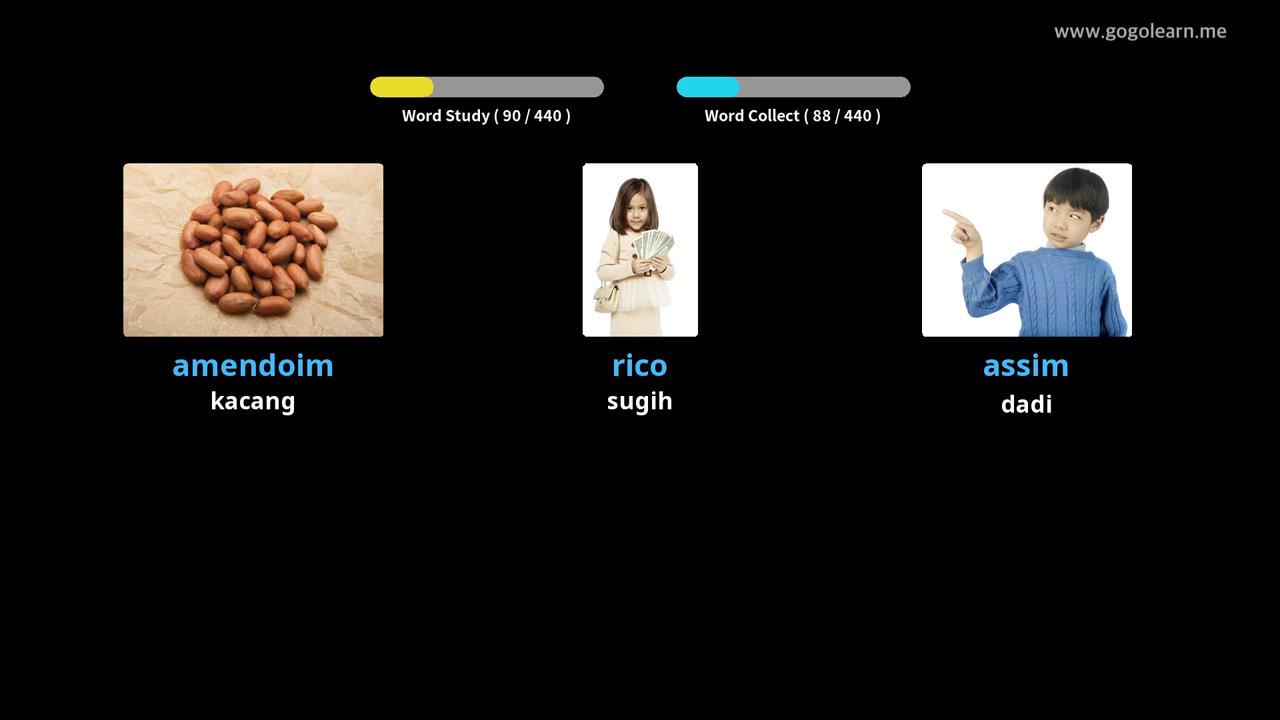 www.gogolearn.me
Word Study ( 90 / 440 )
Word Collect ( 88 / 440 )
amendoim
kacang
rico
sugih
assim
dadi